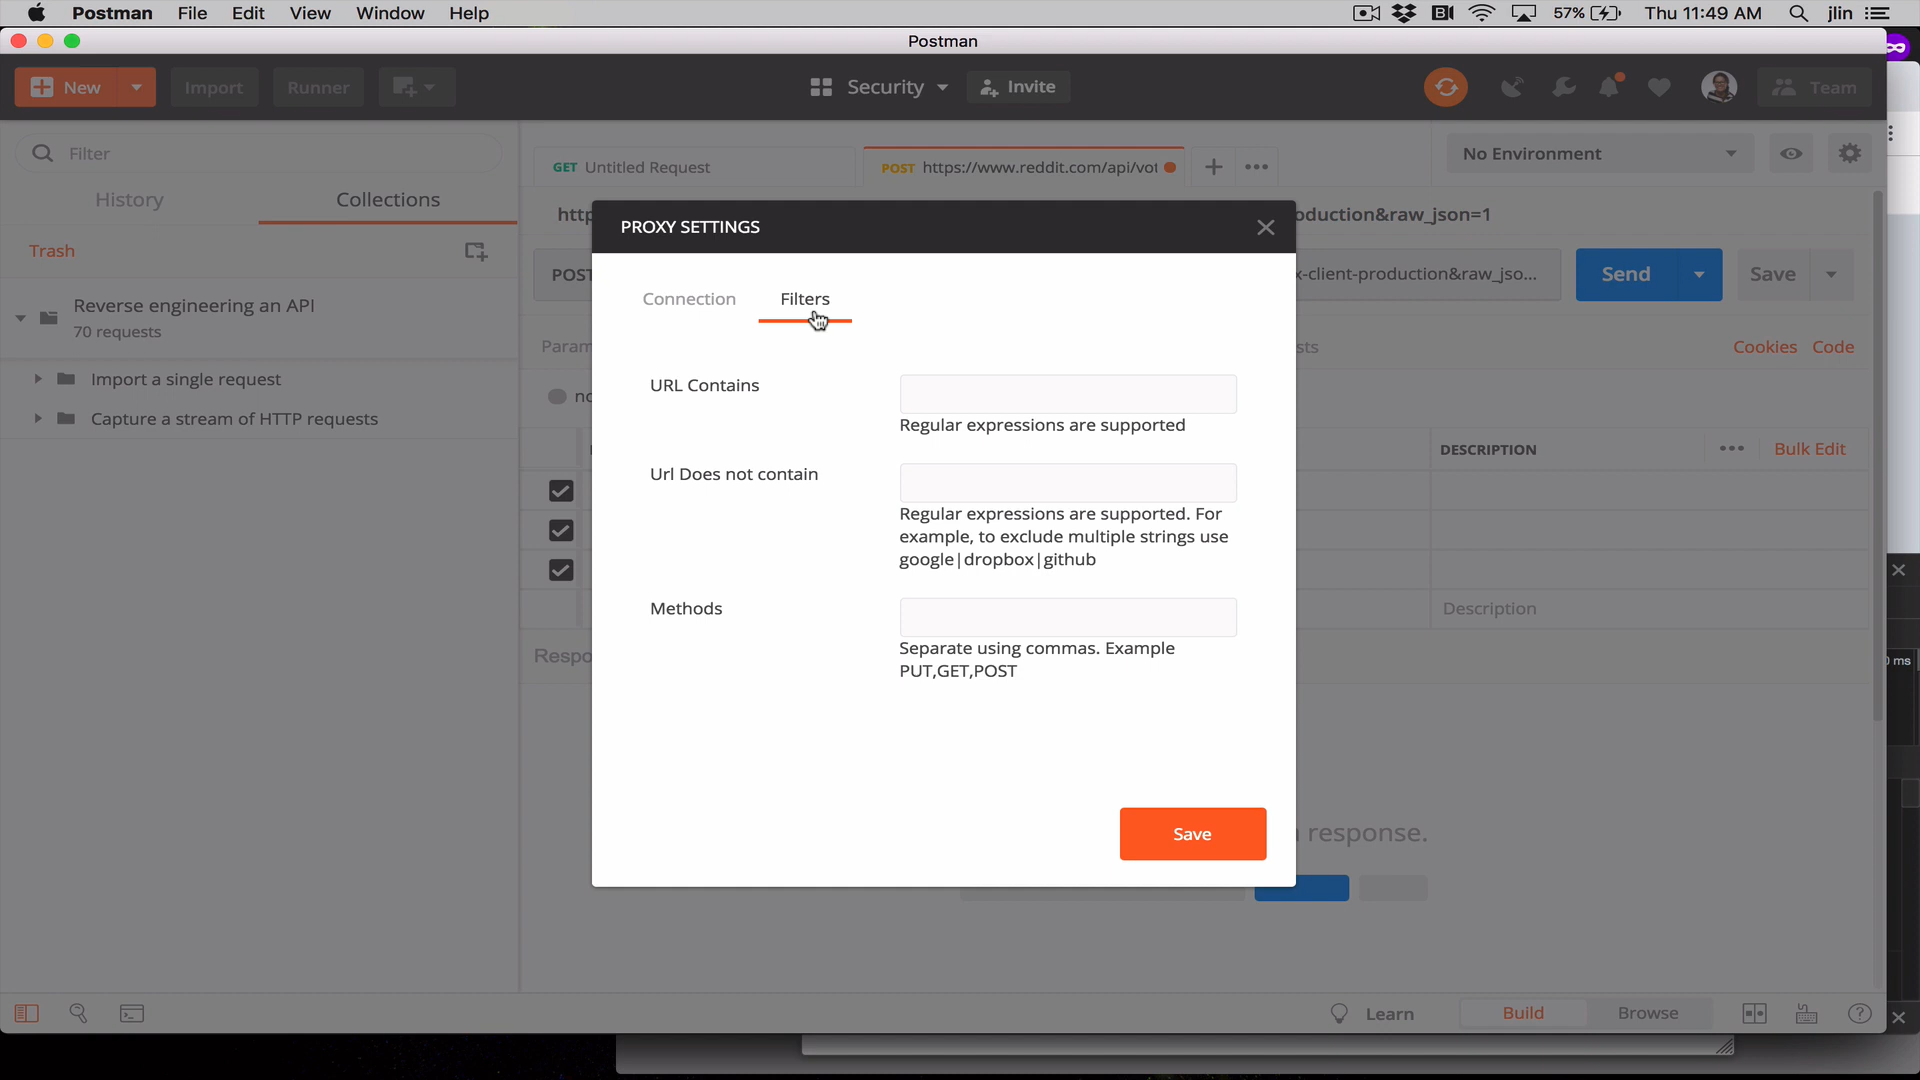 Postman File Edit View Window Help
57% Thu 11:49 AM jlin
Postman
New Import Runner Security Invite Team
Filter
GET Untitled Request POST https://www.reddit.com/api/vot No Environment
History Collections
Trash
Reverse engineering an API
70 requests
Import a single request
Capture a stream of HTTP requests
oduction&raw_json=1
POST x-client-production&raw_jso... Send Save
Cookies Code
DESCRIPTION Bulk Edit
Description
PROXY SETTINGS
Connection Filters
URL Contains
Regular expressions are supported
Url Does not contain
Regular expressions are supported. For
example, to exclude multiple strings use
google|dropbox|github
Methods
Separate using commas. Example
PUT,GET,POST
Save
response.
ms
Learn Build Browse